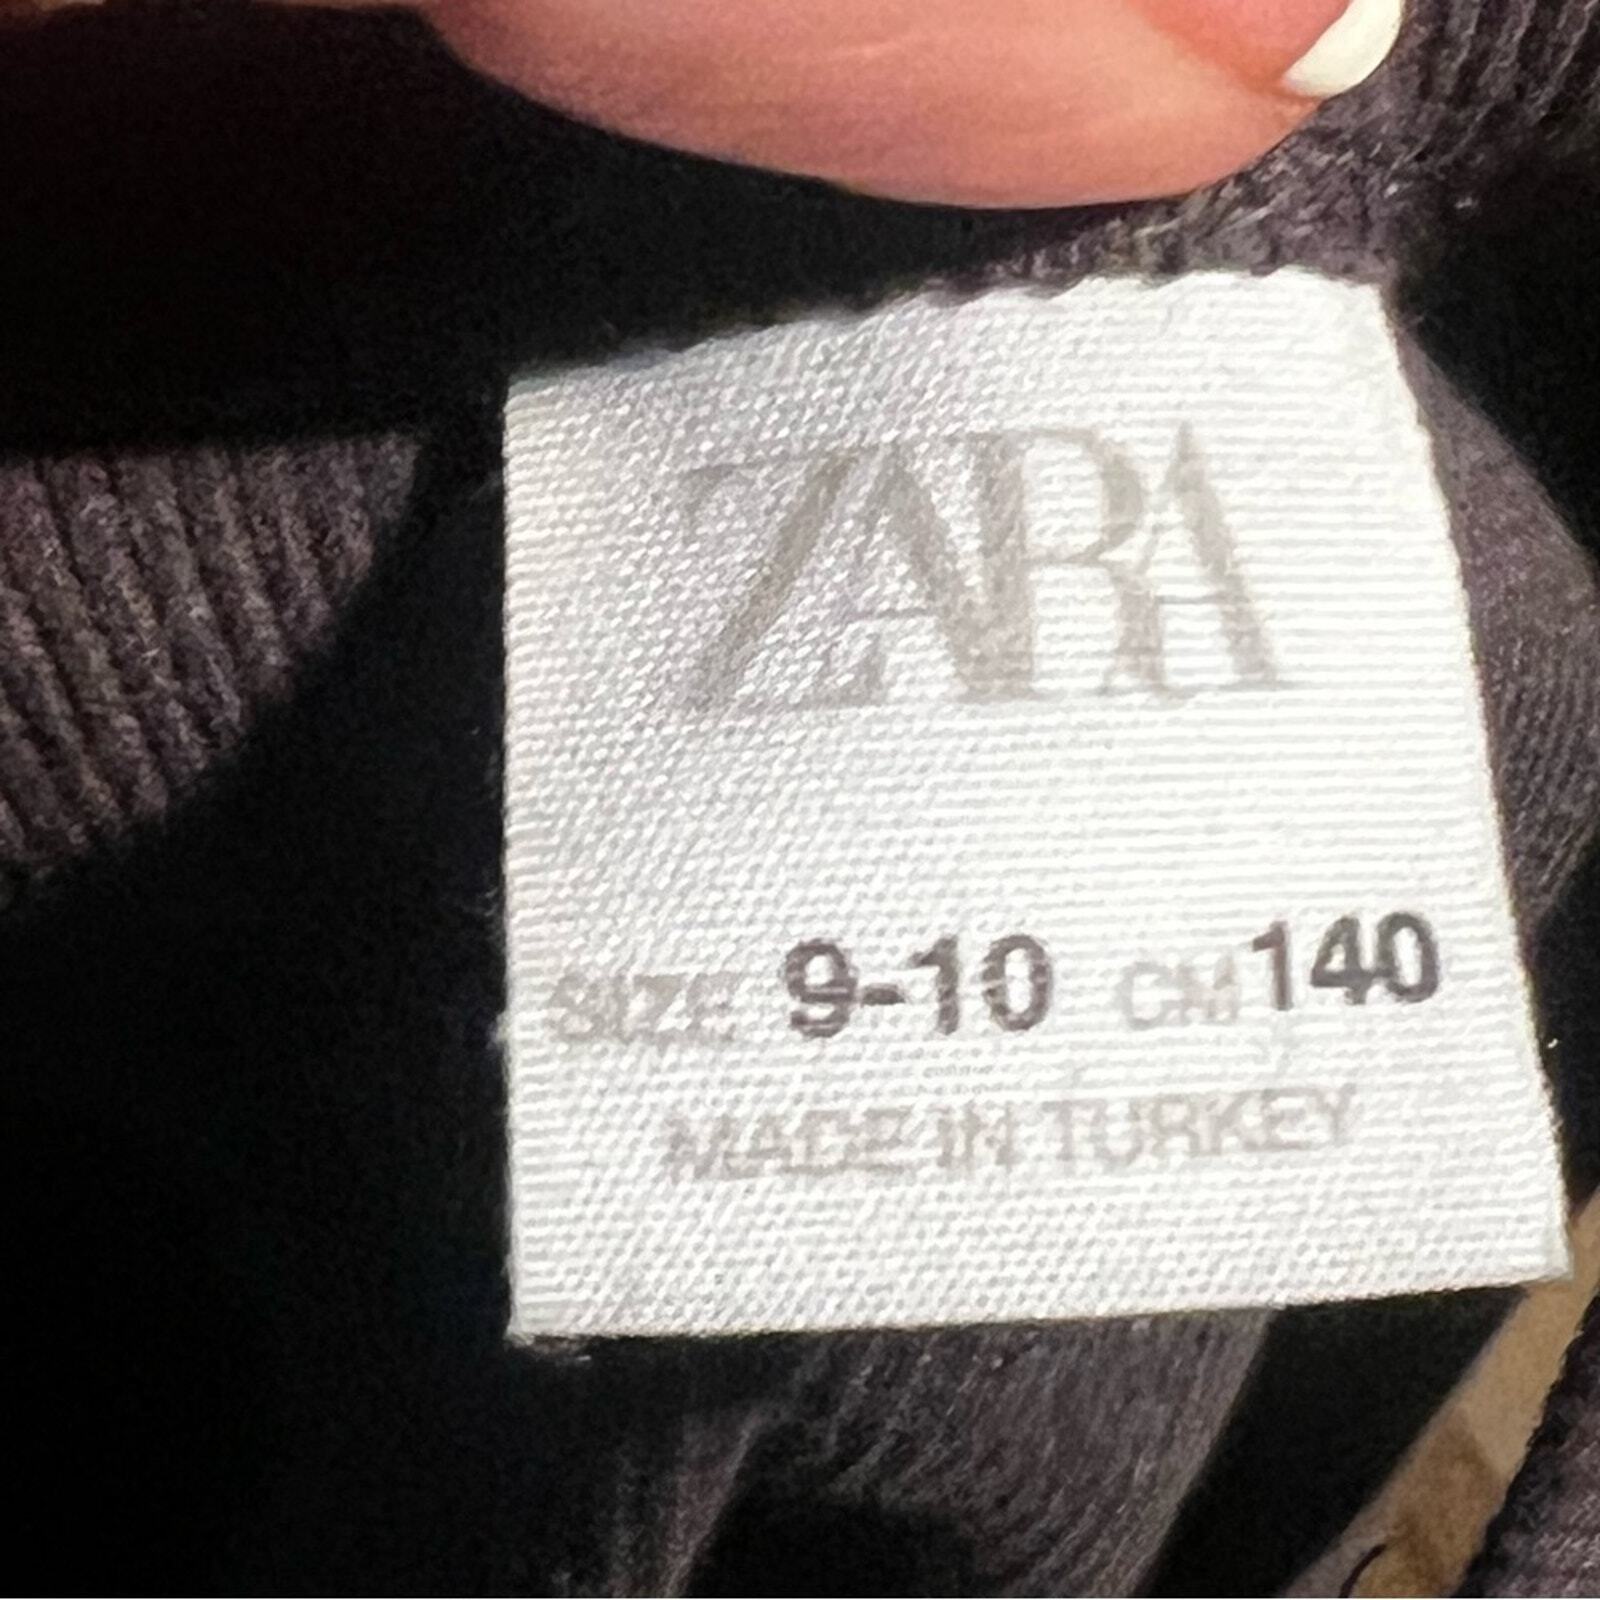 ZARA
SIZE 9-10 CM 140
MADE IN TURKEY